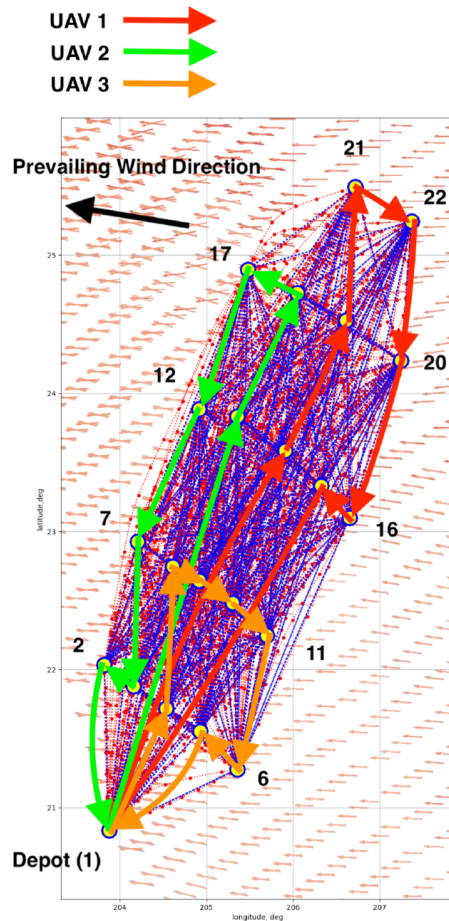 UAV 1
UAV 2
UAV 3
21
Prevailing Wind Direction
22
17
25
20
12
24
7
16
23
2
11
22
6
21
Depot (1)
204
205
206
207
latitude,deg
longitude, deg